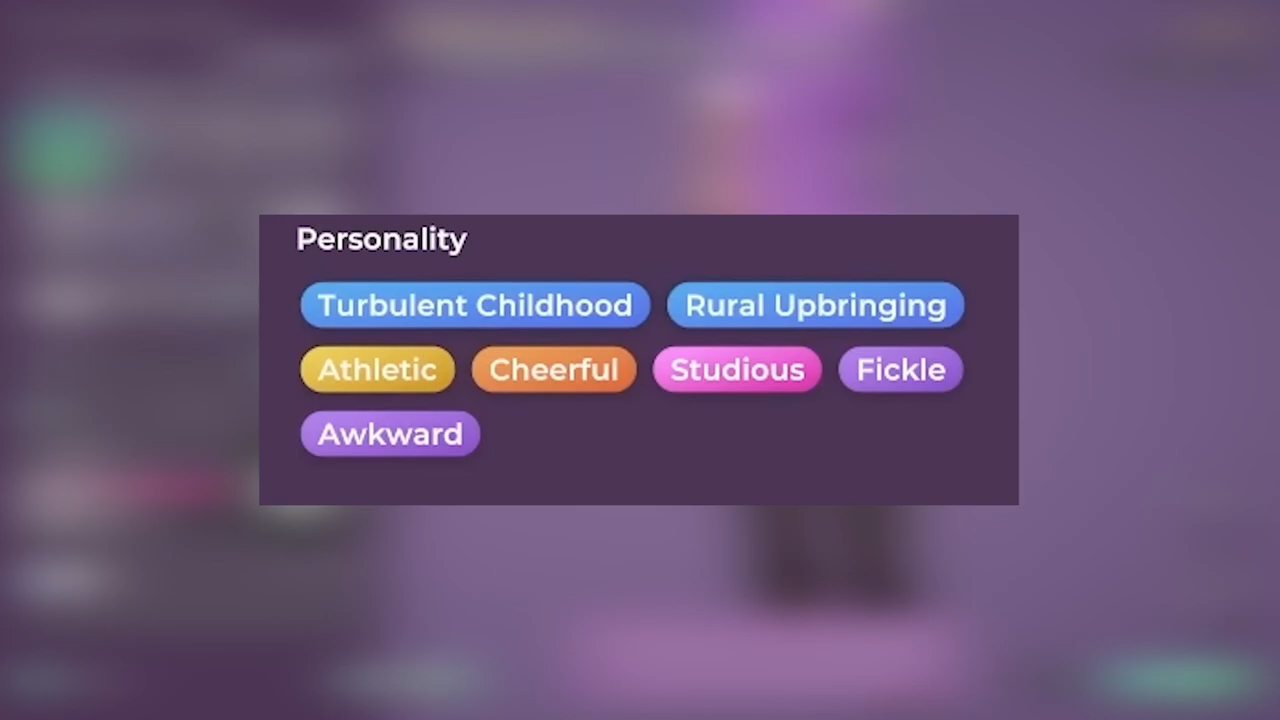 Personality
Turbulent Childhood Rural Upbringing
Athletic Cheerful Studious Fickle
Awkward